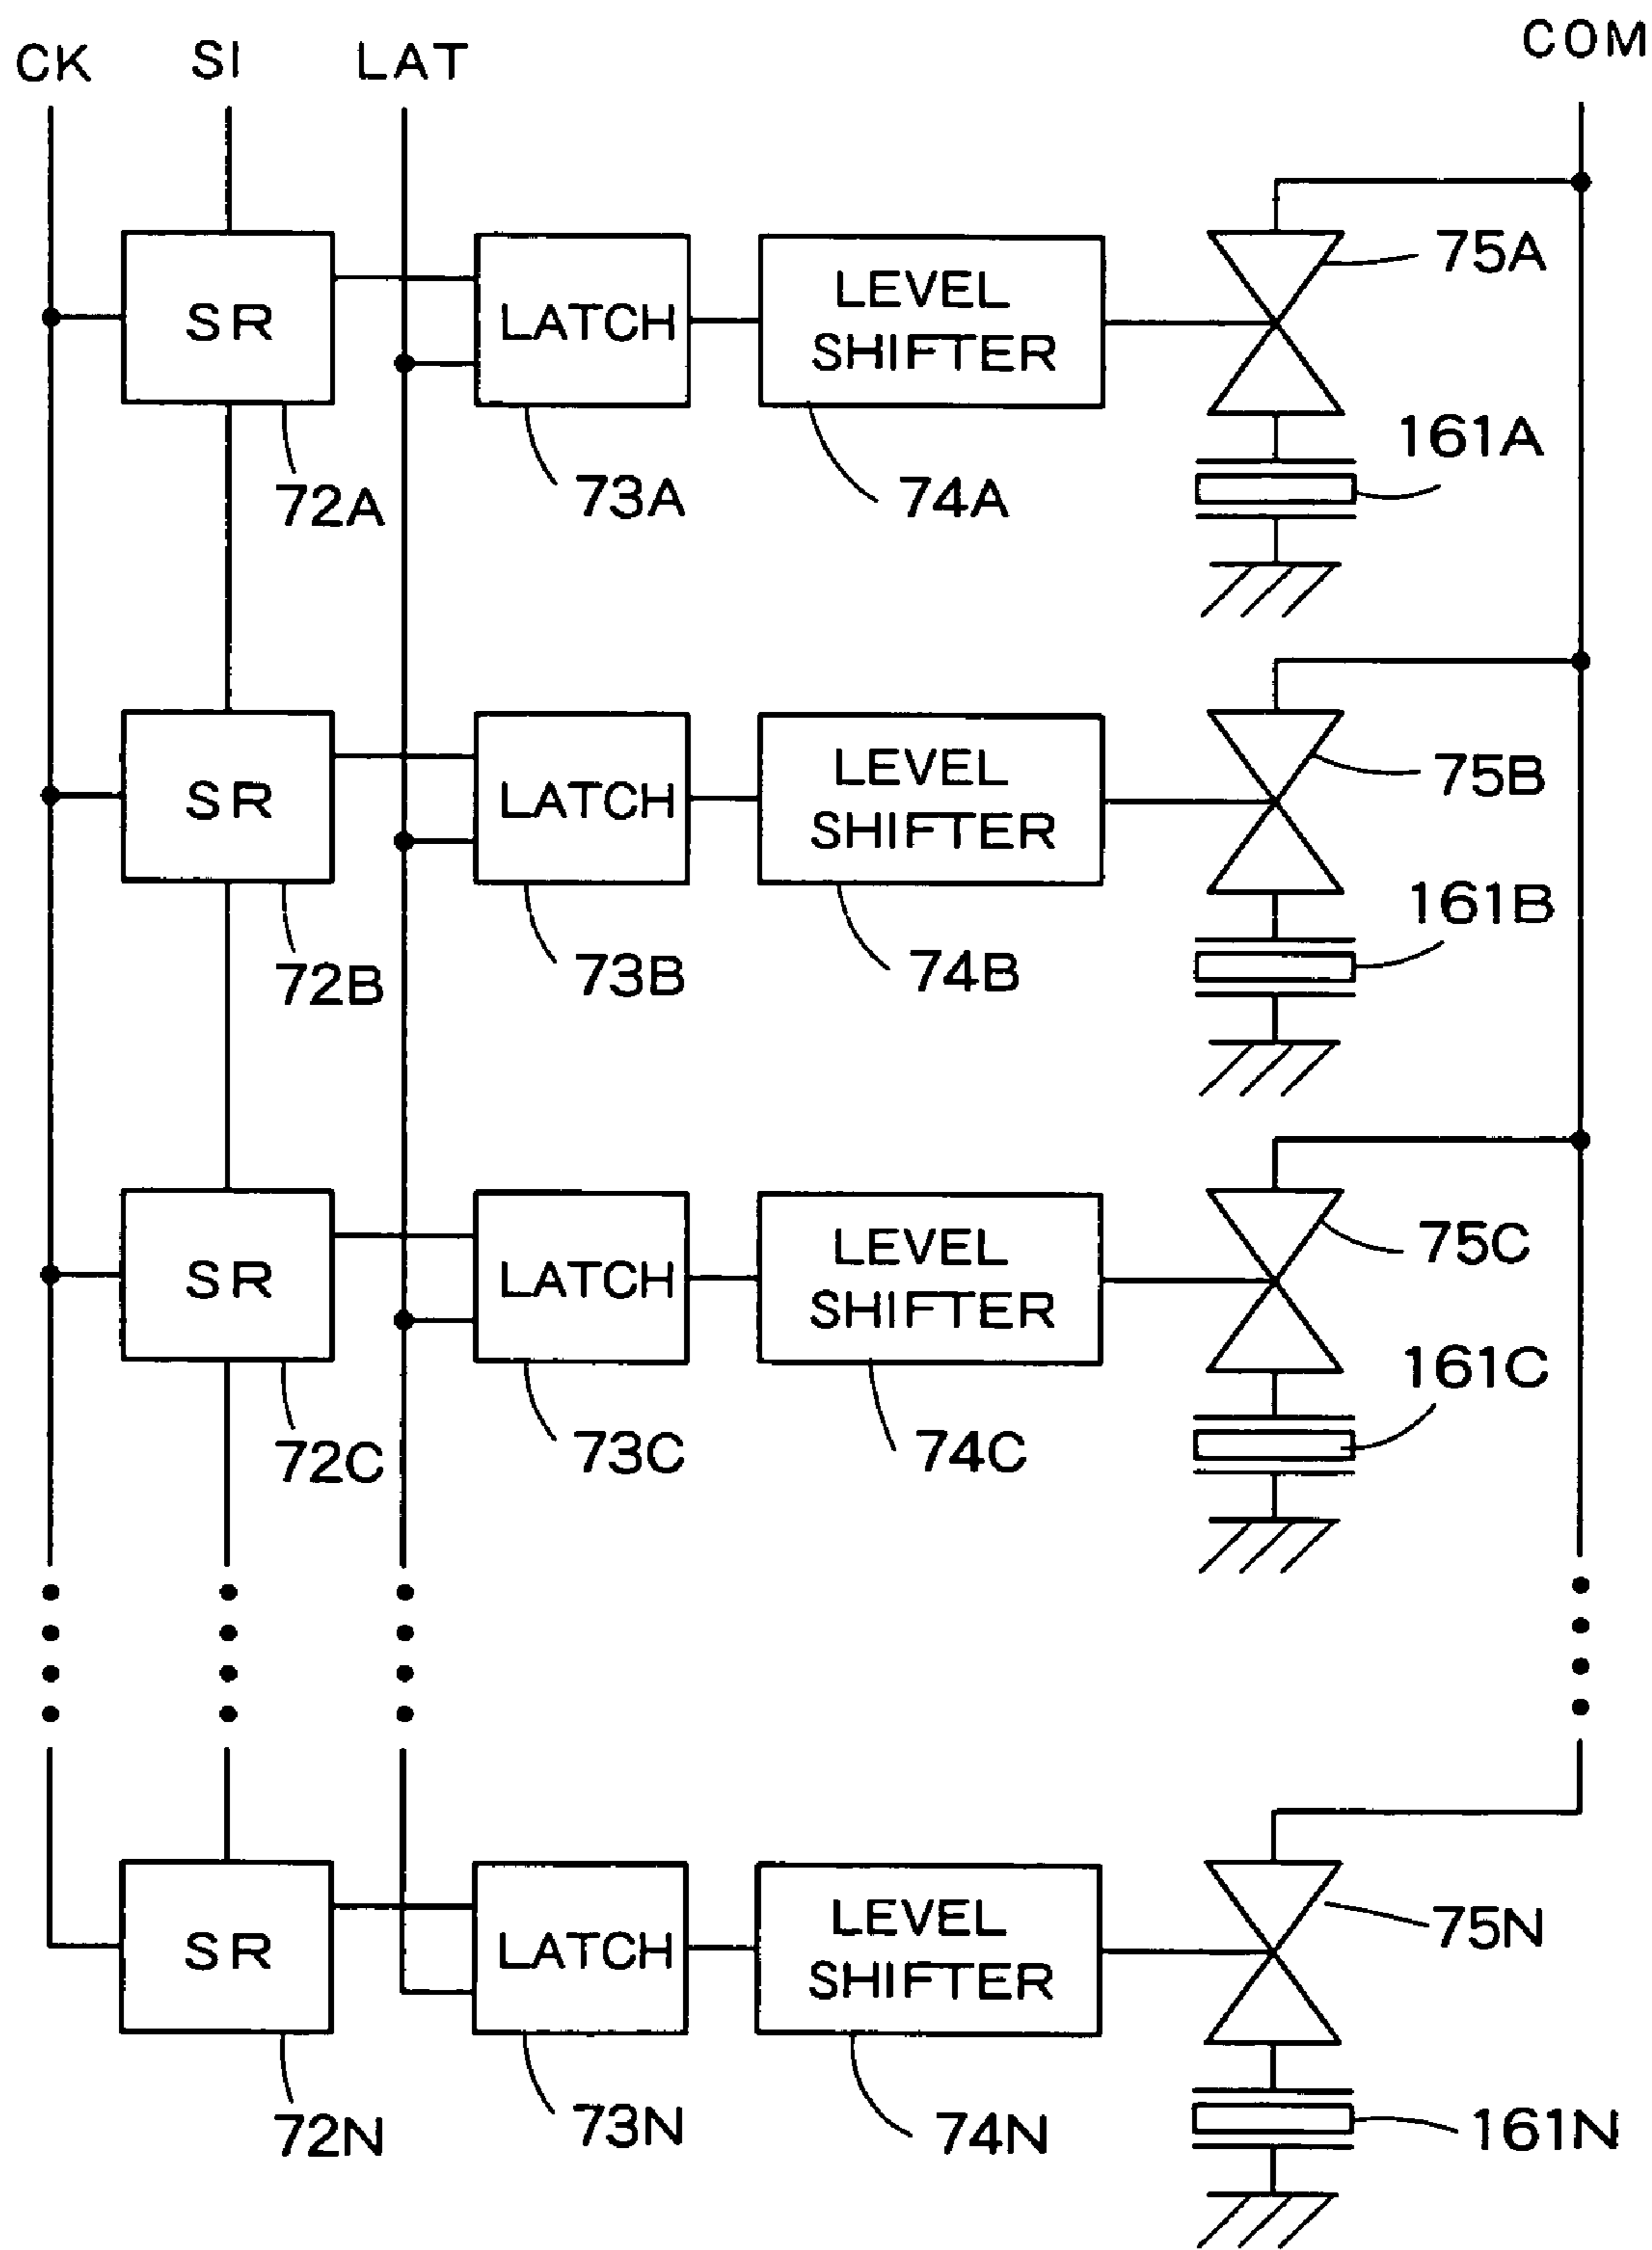 CK SI LAT COM
SR LATCH LEVEL SHIFTER 75A
72A 73A 74A 161A
SR LATCH LEVEL SHIFTER 75B
72B 73B 74B 161B
SR LATCH LEVEL SHIFTER 75C
72C 73C 74C 161C
SR LATCH LEVEL SHIFTER 75N
72N 73N 74N 161N